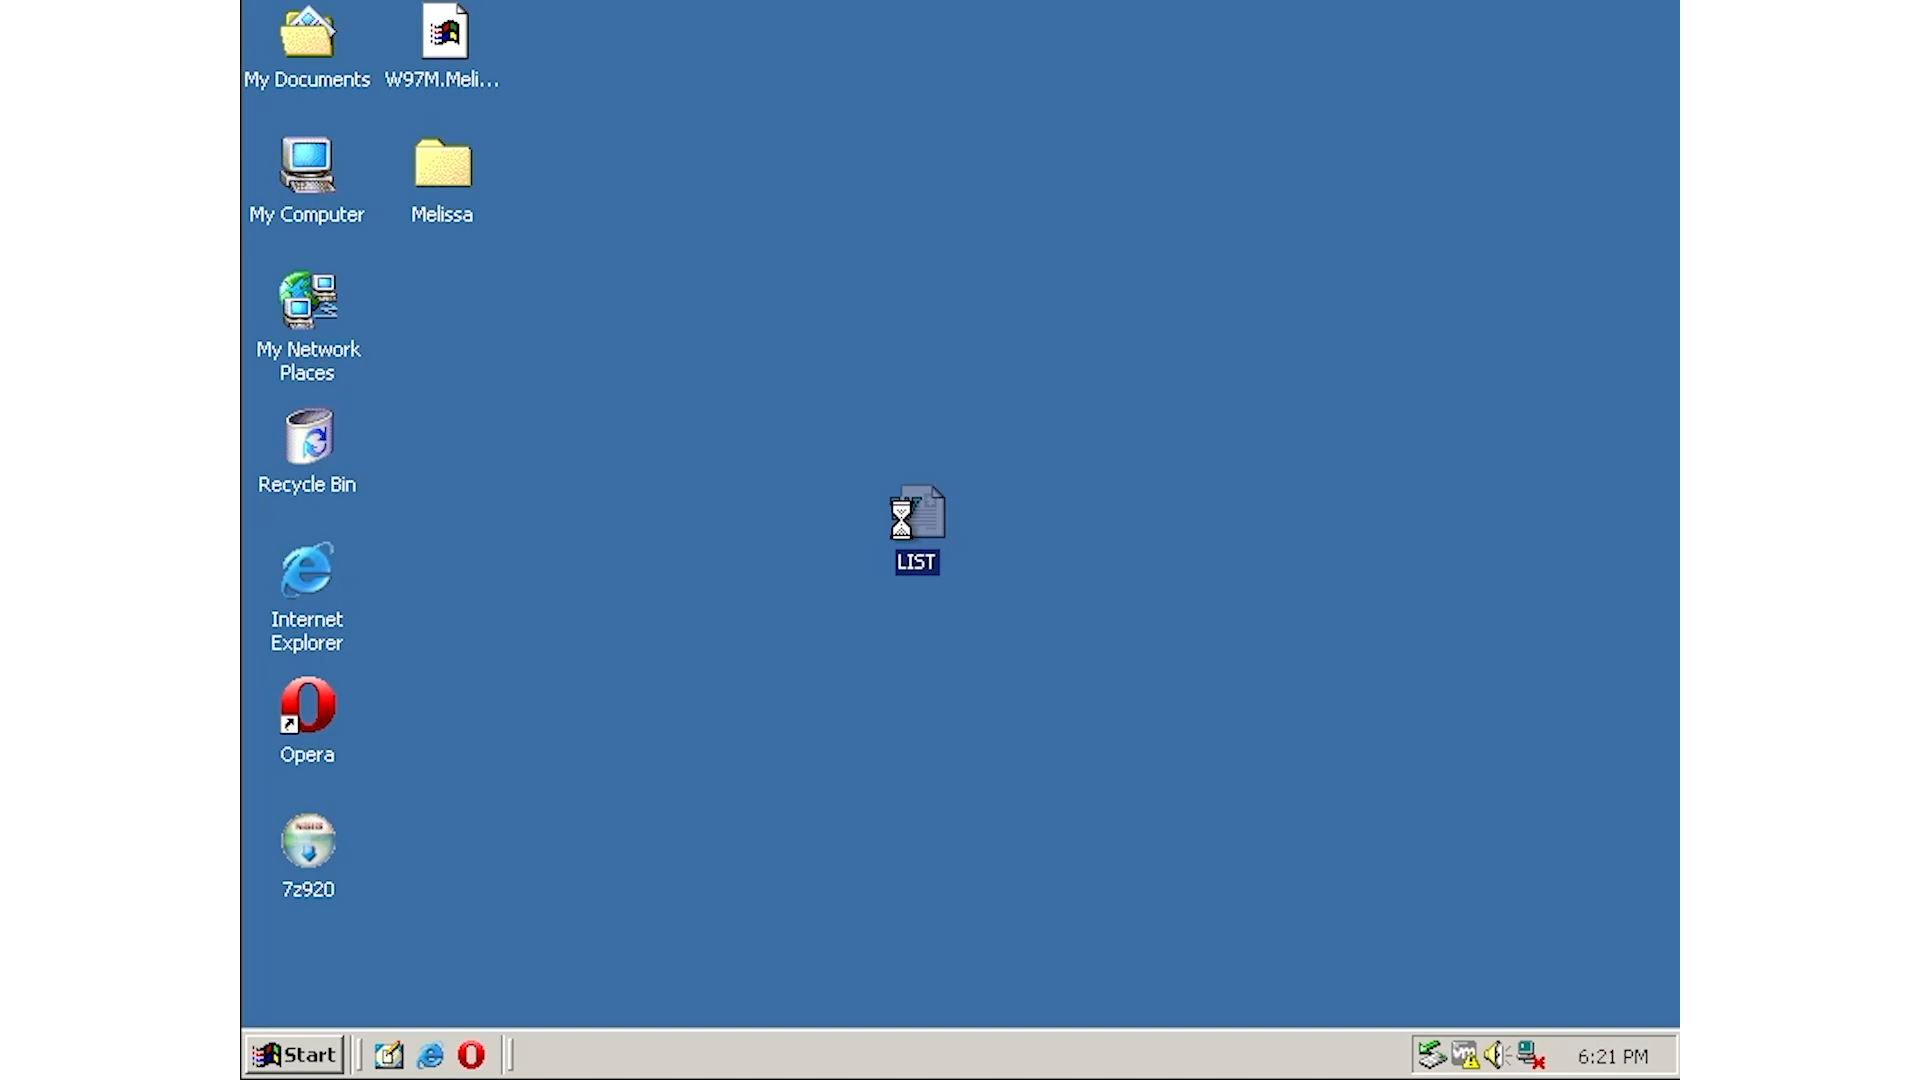 My Documents
W97M.Meli...
My Computer
Melissa
My Network
Places
Recycle Bin
LIST
Internet
Explorer
Opera
7z920
Start
6:21 PM